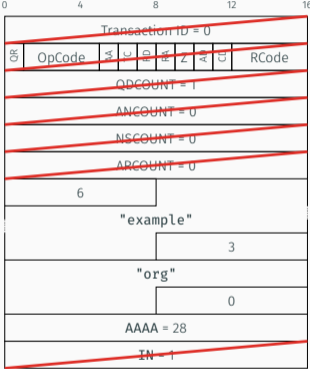 0 4 8 12 16
Transaction ID = 0
QR OpCode AA TC RD RA Z AD CD RCode
QDCOUNT = 1
ANCOUNT = 0
NSCOUNT = 0
ARCOUNT = 0
6
"example"
3
"org"
0
AAAA = 28
IN = 1